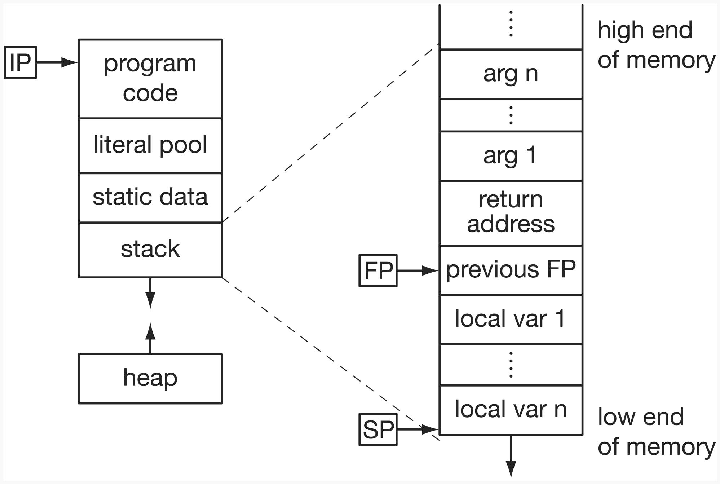 IP
program
code
literal pool
static data
stack
heap
high end
of memory
arg n
arg 1
return
address
FP
previous FP
local var 1
SP
local var n
low end
of memory